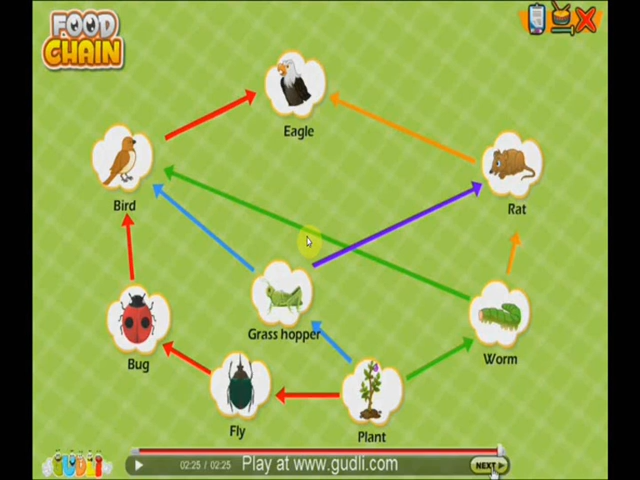 FOOD
CHAIN
Eagle
Bird
Rat
Grass hopper
Bug
Worm
Fly
Plant
GUDLI
02:25 / 02:25
Play at www.gudli.com
NEXT